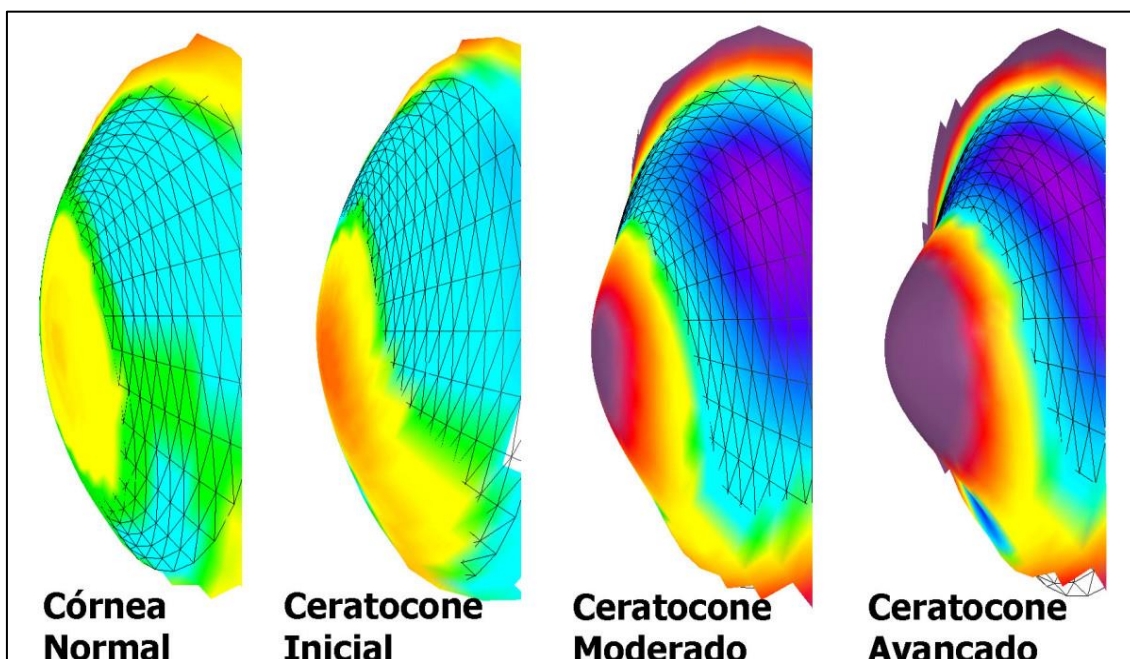 Córnea
Normal
Ceratocone
Inicial
Ceratocone
Moderado
Ceratocone
Avançado